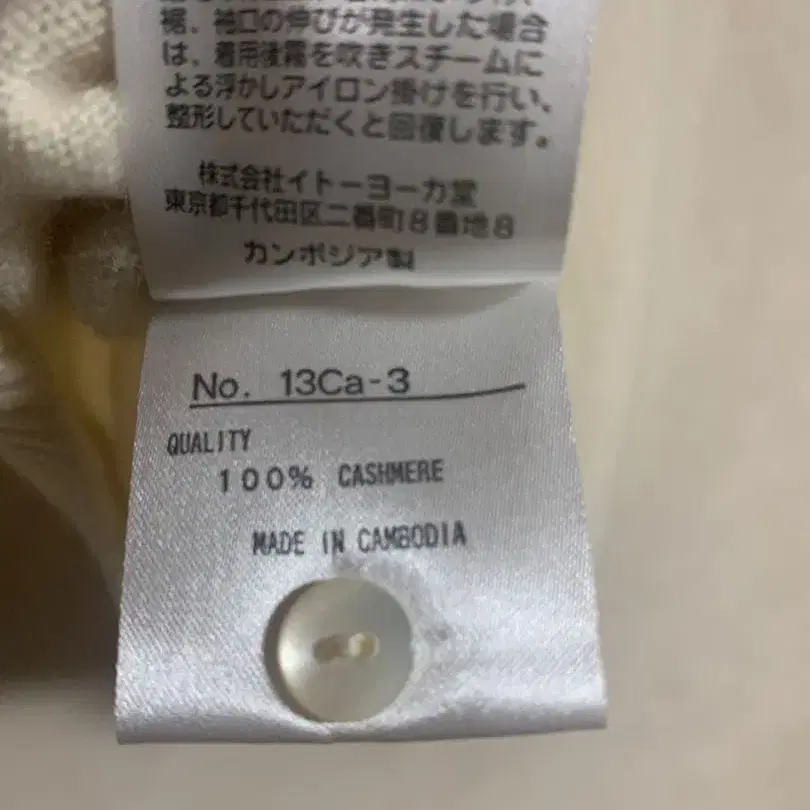 裾、袖口の伸びが発生した場合
は、着用後霧を吹きスチームに
よる浮かしアイロン掛けを行い、
整形していただくと回復します。
株式会社イトーヨーカ堂
東京都千代田区二番町8番地8
カンボジア製
No. 13Ca-3
QUALITY
100% CASHMERE
MADE IN CAMBODIA